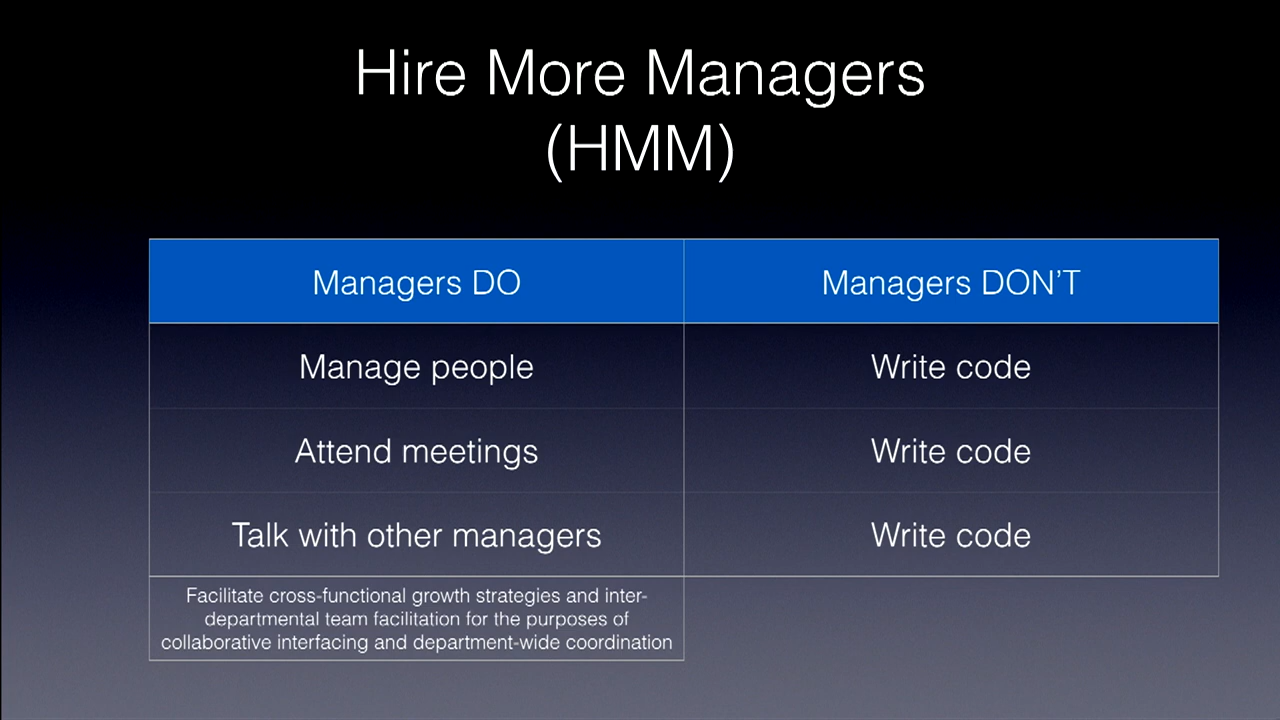 Hire More Managers
(HMM)
Managers DO
Managers DON'T
Manage people
Write code
Attend meetings
Write code
Talk with other managers
Write code
Facilitate cross-functional growth strategies and inter-
departmental team facilitation for the purposes of
collaborative interfacing and department-wide coordination